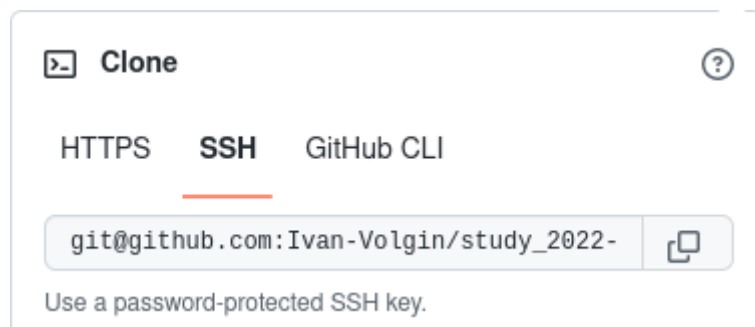 Clone
HTTPS SSH GitHub CLI
git@github.com:Ivan-Volgin/study_2022-
Use a password-protected SSH key.